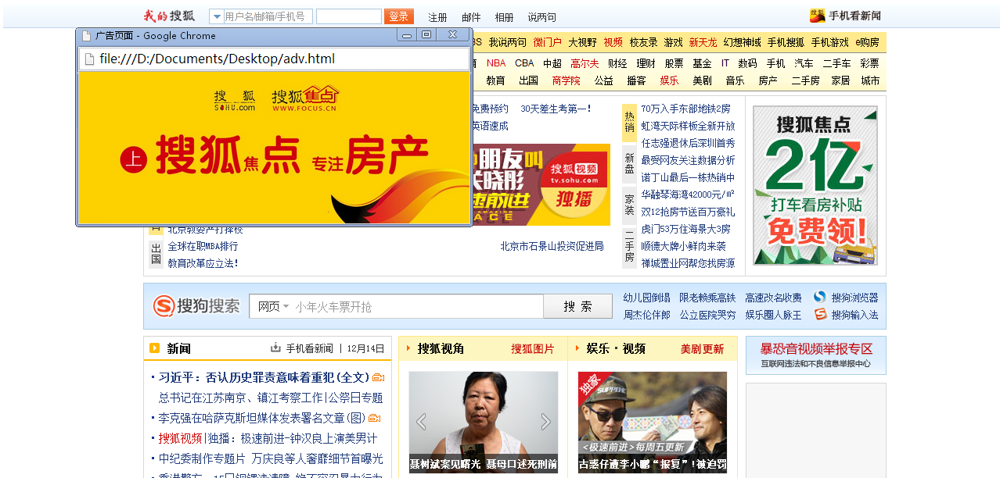 我的搜狐 用户名/邮箱/手机号 登录 注册 邮件 相册 说两句 搜狐 手机看新闻
广告页面 - Google Chrome
file:///D:/Documents/Desktop/adv.html
搜 狐 搜狐焦点
SOHU.com WWW.FOCUS.CN
上 搜狐焦点 专注房产
BS 我说两句 微门户 大视野 视频 校友录 游戏 新天龙 幻想神域 手机搜狐 手机游戏 e购房
NBA CBA 中超 高尔夫 财经 理财 股票 基金 IT 数码 手机 汽车 二手车 彩票
教育 出国 商学院 公益 播客 娱乐 美剧 音乐 房产 二手房 家居 城市
免费预约 30天差生考第一!
英语速成
朋友叫
长晓彤
速前进
AMAZING
RACE
搜狐视频
tv.sohu.com
独播
北京教委严打择校
出国
全球在职MBA排行
教育改革应立法!
北京市石景山投资促进局
热销
70万入手东部地铁2房
虹湾天际样板全新开放
任志强退休后深圳首秀
新盘
最受网友关注数据分析
诺丁山最后一栋热销中
家装
华融琴海湾42000元/㎡
双12抢房节送百万豪礼
二手房
虎门53万住海景大3房
顺德大牌小鲜肉来袭
禅城置业网帮您找房源
搜狐焦点
2亿
打车看房补贴
免费领!
搜狗搜索 网页 小年火车票开抢 搜 索
幼儿园倒塌 限老赖乘高铁 高速改名收费 搜狗浏览器
周杰伦伴郎 公立医院哭穷 娱乐圈人脉王 搜狗输入法
新闻 手机看新闻 | 12月14日
习近平：否认历史罪责意味着重犯(全文)
总书记在江苏南京、镇江考察工作|公祭日专题
李克强在哈萨克斯坦媒体发表署名文章(图)
搜狐视频|独播：极速前进-钟汉良上演美男计
中纪委制作专题片 万庆良等人奢靡细节首曝光
搜狐视角 搜狐图片
聂树斌案见曙光 聂母口述死刑前
娱乐·视频 美剧更新
独家
SUPREME
<极速前进>每周五更新
古惑仔遭李小鹏“报复”!被迫罚
暴恐音视频举报专区
互联网违法和不良信息举报中心